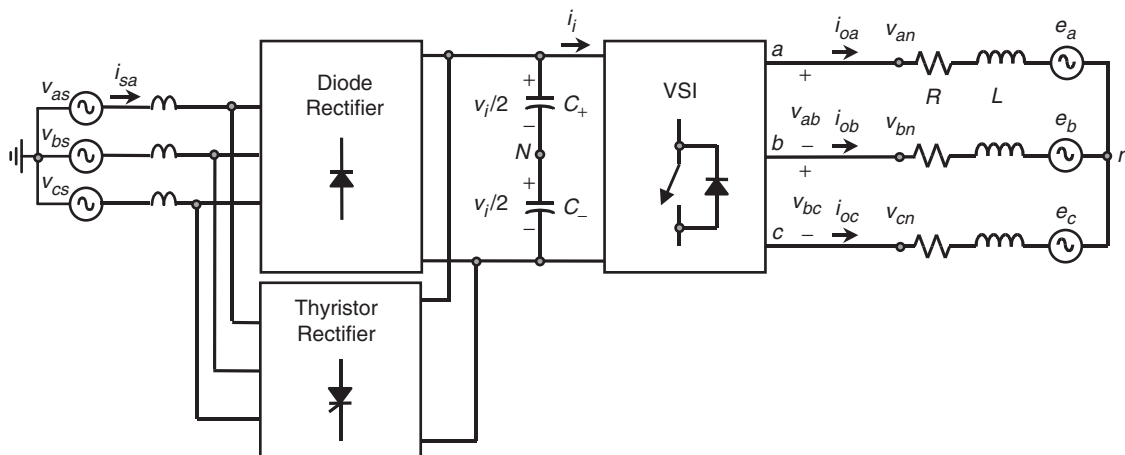 v_as
i_sa
v_bs
v_cs
Diode
Rectifier
Thyristor
Rectifier
i_i
+
v_i/2
C_+
−
N
+
v_i/2
C_−
−
VSI
a
+
i_oa
v_an
R
L
e_a
v_ab
b
−
+
i_ob
v_bn
e_b
v_bc
c
−
i_oc
v_cn
e_c